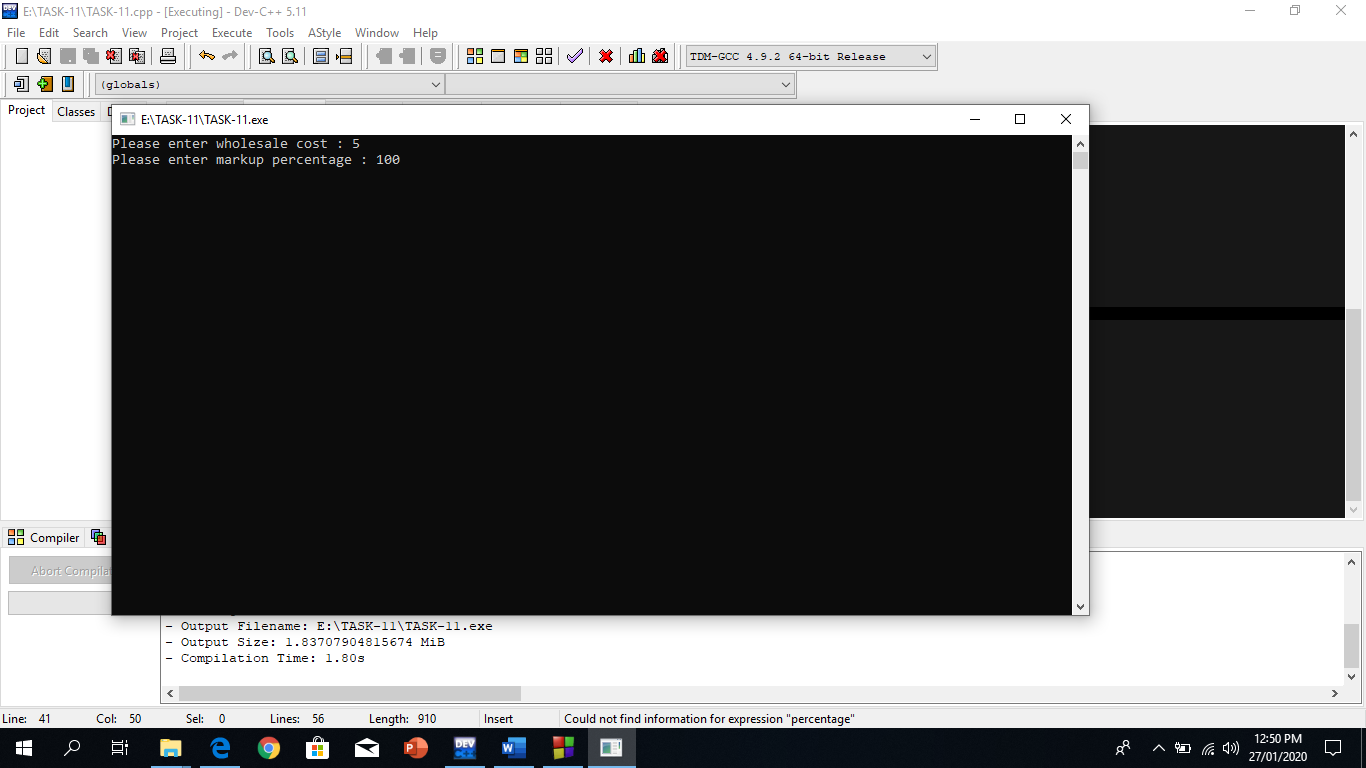 E:\TASK-11\TASK-11.cpp - [Executing] - Dev-C++ 5.11
File Edit Search View Project Execute Tools AStyle Window Help
TDM-GCC 4.9.2 64-bit Release
(globals)
Project Classes
E:\TASK-11\TASK-11.exe
Please enter wholesale cost : 5
Please enter markup percentage : 100
Compiler
Abort
- Output Filename: E:\TASK-11\TASK-11.exe
- Output Size: 1.83707904815674 MiB
- Compilation Time: 1.80s
Line: 41 Col: 50 Sel: 0 Lines: 56 Length: 910 Insert Could not find information for expression "percentage"
DEV
12:50 PM
27/01/2020